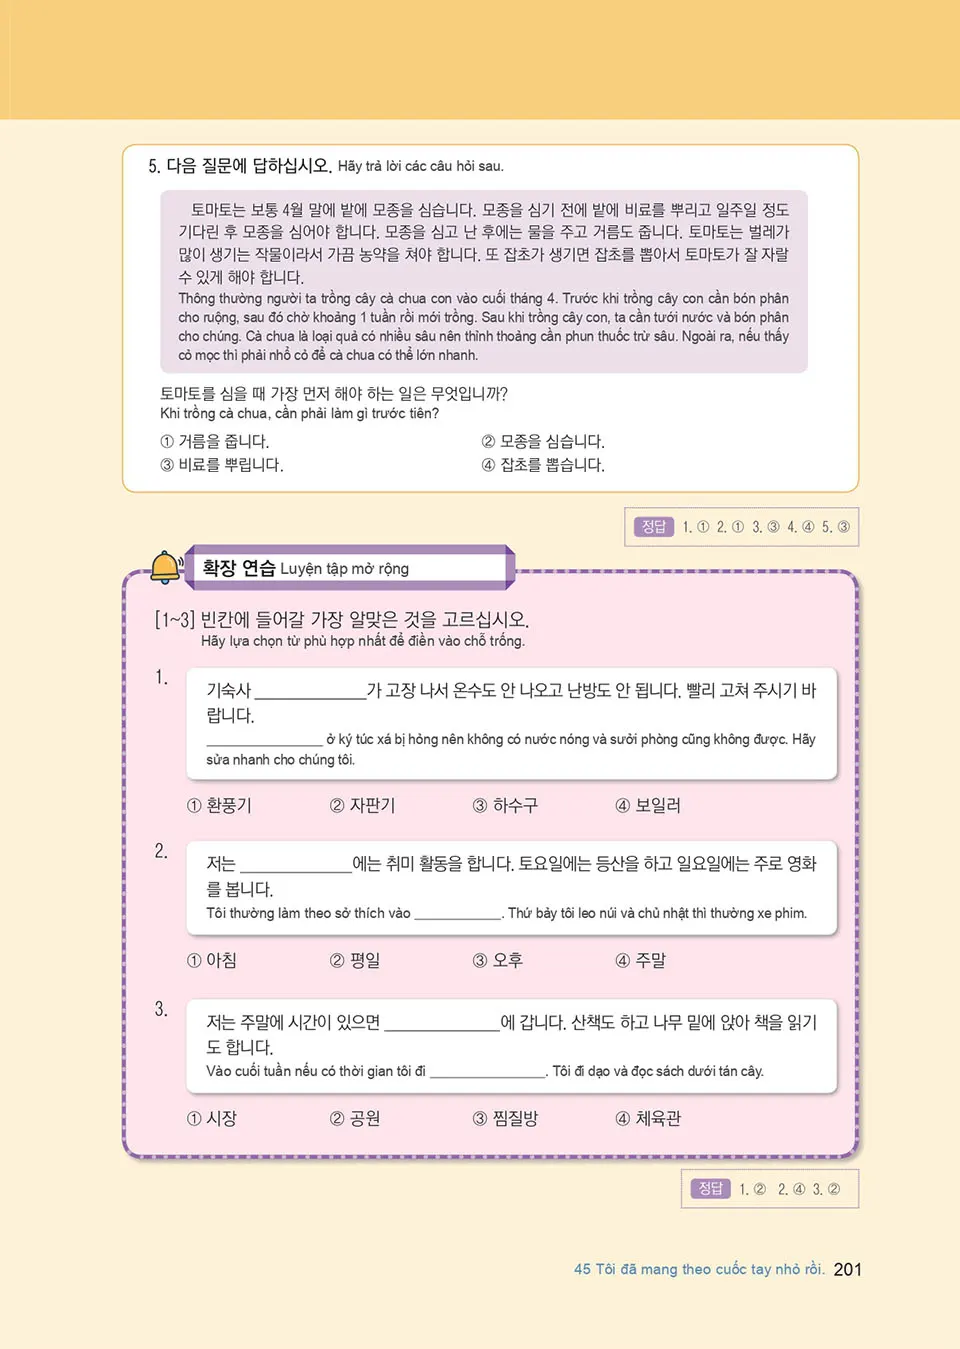 5. 다음 질문에 답하십시오. Hãy trả lời các câu hỏi sau.
토마토는 보통 4월 말에 밭에 모종을 심습니다. 모종을 심기 전에 밭에 비료를 뿌리고 일주일 정도
기다린 후 모종을 심어야 합니다. 모종을 심고 난 후에는 물을 주고 거름도 줍니다. 토마토는 벌레가
많이 생기는 작물이라서 가끔 농약을 쳐야 합니다. 또 잡초가 생기면 잡초를 뽑아서 토마토가 잘 자랄
수 있게 해야 합니다.
Thông thường người ta trồng cây cà chua con vào cuối tháng 4. Trước khi trồng cây con cần bón phân
cho ruộng, sau đó chờ khoảng 1 tuần rồi mới trồng. Sau khi trồng cây con, ta cần tưới nước và bón phân
cho chúng. Cà chua là loại quả có nhiều sâu nên thỉnh thoảng cần phun thuốc trừ sâu. Ngoài ra, nếu thấy
cỏ mọc thì phải nhổ cỏ để cà chua có thể lớn nhanh.
토마토를 심을 때 가장 먼저 해야 하는 일은 무엇입니까?
Khi trồng cà chua, cần phải làm gì trước tiên?
① 거름을 줍니다. ② 모종을 심습니다.
③ 비료를 뿌립니다. ④ 잡초를 뽑습니다.
정답 1. ① 2. ① 3. ③ 4. ④ 5. ③
확장 연습 Luyện tập mở rộng
[1~3] 빈칸에 들어갈 가장 알맞은 것을 고르십시오.
Hãy lựa chọn từ phù hợp nhất để điền vào chỗ trống.
1.
기숙사 ______________가 고장 나서 온수도 안 나오고 난방도 안 됩니다. 빨리 고쳐 주시기 바
랍니다.
______________ ở ký túc xá bị hỏng nên không có nước nóng và sưởi phòng cũng không được. Hãy
sửa nhanh cho chúng tôi.
① 환풍기 ② 자판기 ③ 하수구 ④ 보일러
2.
저는 ______________에는 취미 활동을 합니다. 토요일에는 등산을 하고 일요일에는 주로 영화
를 봅니다.
Tôi thường làm theo sở thích vào ___________. Thứ bảy tôi leo núi và chủ nhật thì thường xe phim.
① 아침 ② 평일 ③ 오후 ④ 주말
3.
저는 주말에 시간이 있으면 ______________에 갑니다. 산책도 하고 나무 밑에 앉아 책을 읽기
도 합니다.
Vào cuối tuần nếu có thời gian tôi đi ______________. Tôi đi dạo và đọc sách dưới tán cây.
① 시장 ② 공원 ③ 찜질방 ④ 체육관
정답 1. ② 2. ④ 3. ②
45 Tôi đã mang theo cuốc tay nhỏ rồi. 201